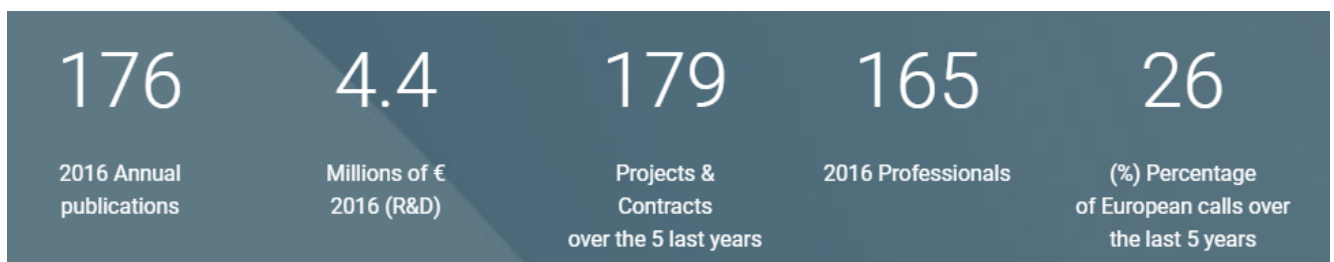 176
2016 Annual
publications
4.4
Millions of €
2016 (R&D)
179
Projects &
Contracts
over the 5 last years
165
2016 Professionals
26
(%) Percentage
of European calls over
the last 5 years